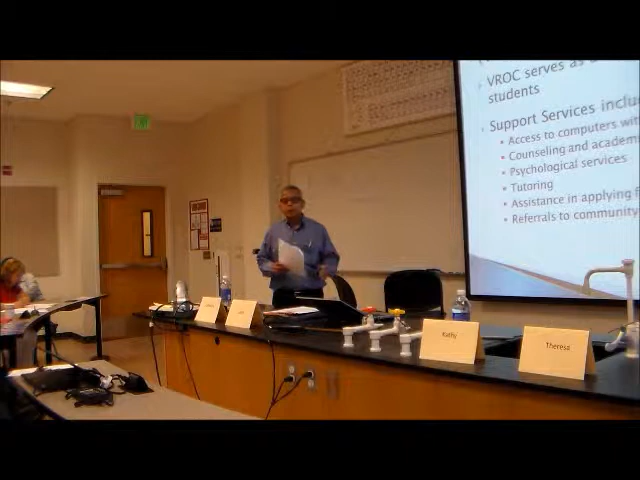 VROC serves as
students
Support Services inclu
Access to computers wit
Counseling and academ
Psychological services
Tutoring
Assistance in applying f
Referrals to community
Kathy
Theresa